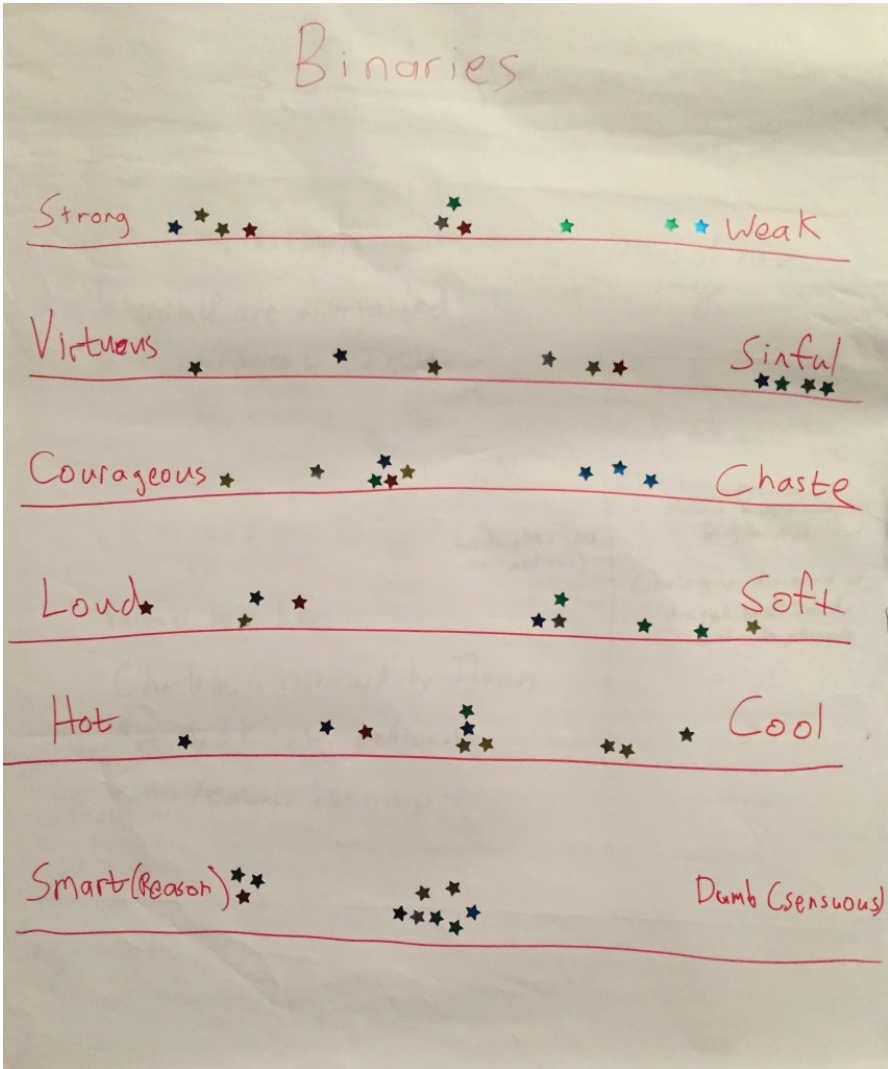 Binaries
Strong Weak
Virtuous Sinful
Courageous Chaste
Loud Soft
Hot Cool
Smart (Reason) Dumb (sensuous)